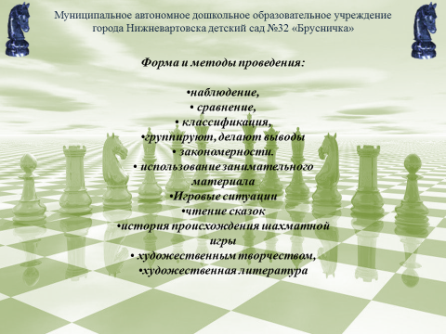 Муниципальное автономное дошкольное образовательное учреждение
города Нижневартовска детский сад №32 «Брусничка»
Форма и методы проведения:
•наблюдение,
• сравнение,
• классификация,
•группируют, делают выводы
• закономерности.
• использование занимательного
материала
•Игровые ситуации
•чтение сказок
•история происхождения шахматной
игры
• художественным творчеством,
•художественная литература